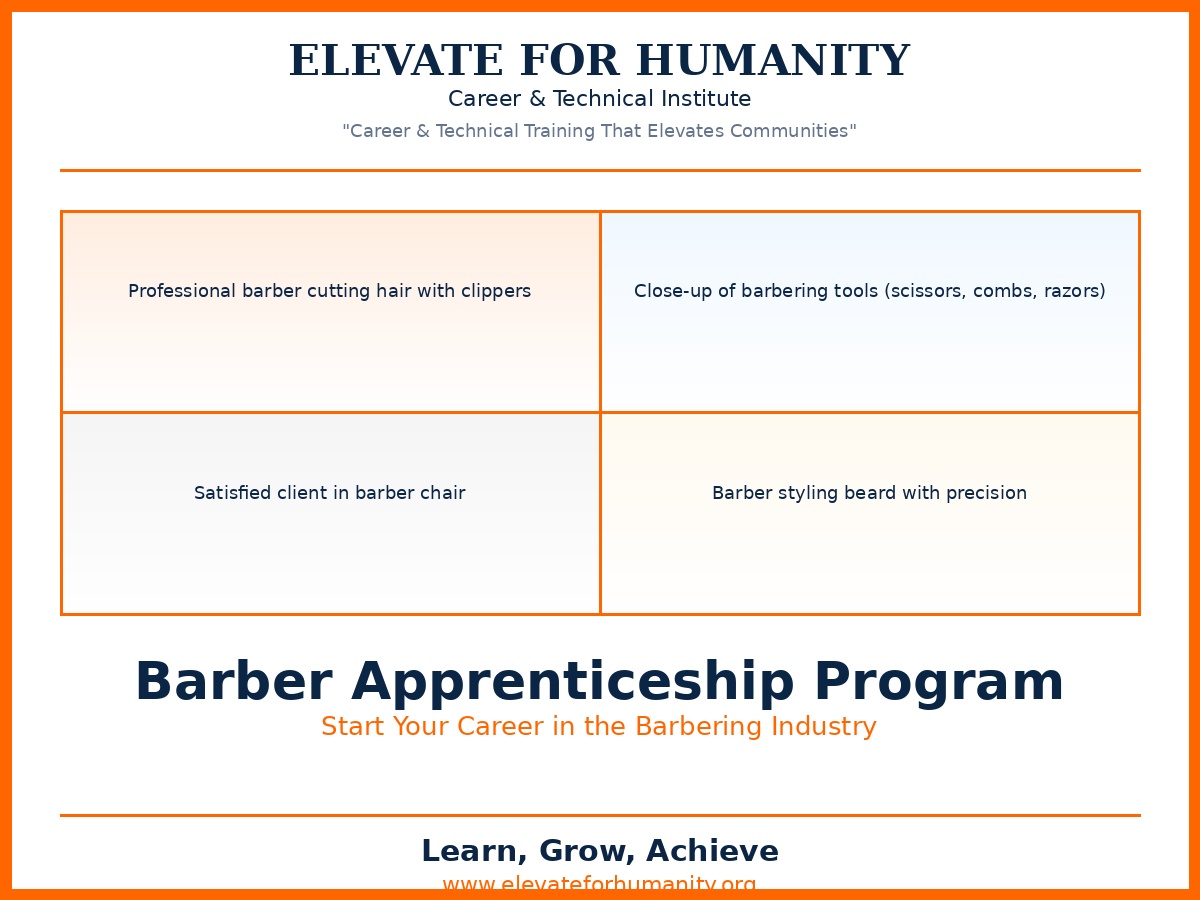 ELEVATE FOR HUMANITY
Career & Technical Institute
"Career & Technical Training That Elevates Communities"
Professional barber cutting hair with clippers
Close-up of barbering tools (scissors, combs, razors)
Satisfied client in barber chair
Barber styling beard with precision
Barber Apprenticeship Program
Start Your Career in the Barbering Industry
Learn, Grow, Achieve
www.elevateforhumanity.org